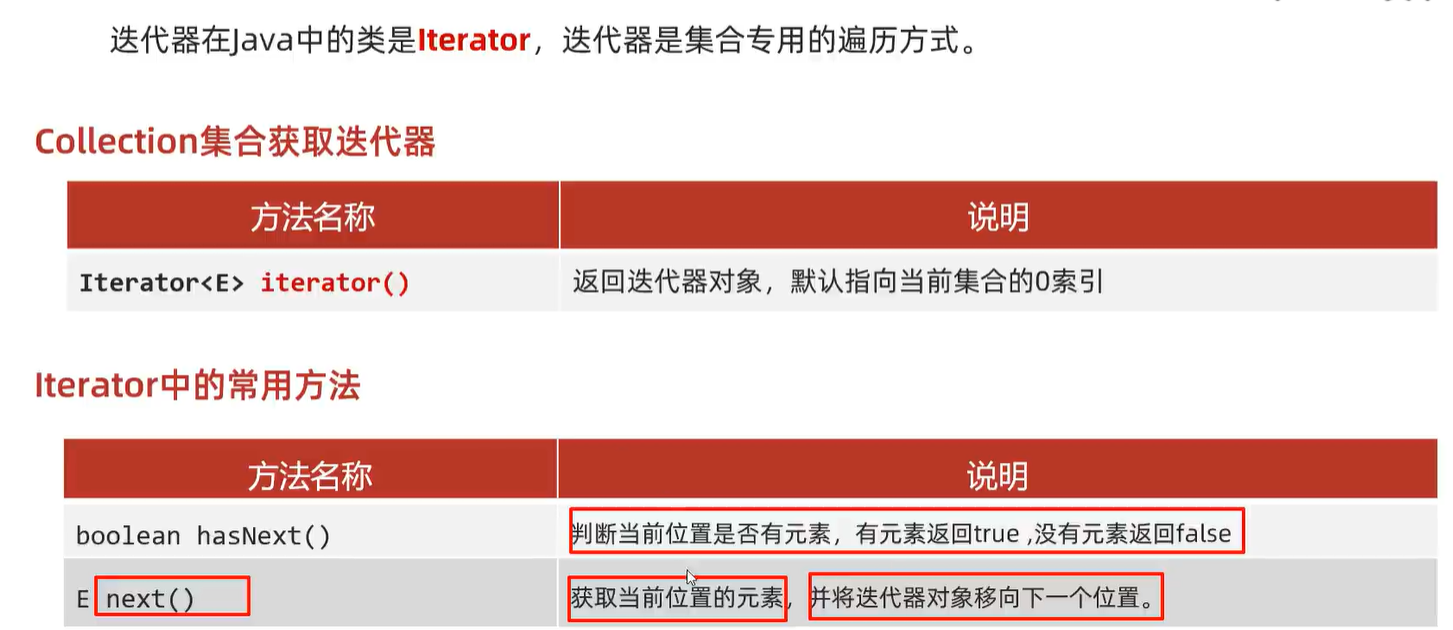 迭代器在Java中的类是Iterator，迭代器是集合专用的遍历方式。
Collection集合获取迭代器
方法名称 说明
Iterator<E> iterator() 返回迭代器对象，默认指向当前集合的0索引
Iterator中的常用方法
方法名称 说明
boolean hasNext() 判断当前位置是否有元素，有元素返回true ,没有元素返回false
E next() 获取当前位置的元素，并将迭代器对象移向下一个位置。